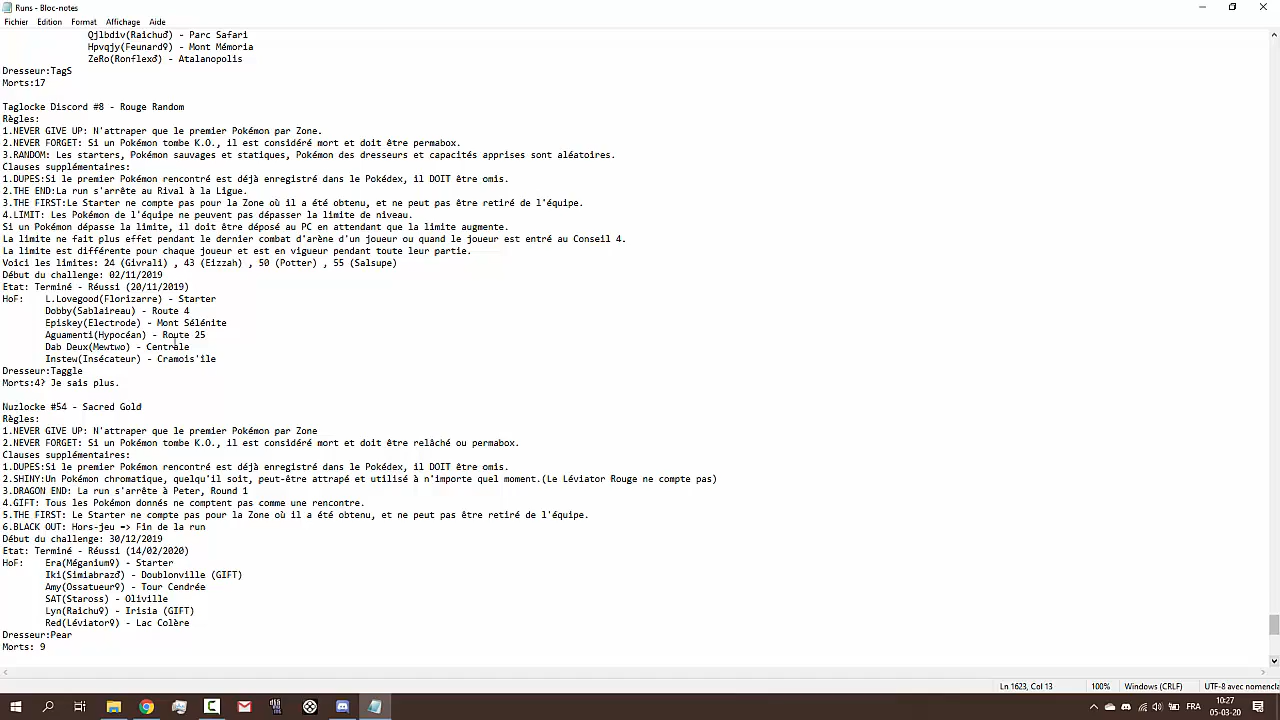 Runs - Bloc-notes
Fichier Edition Format Affichage Aide
Qjlbdiv(Raichu♂) - Parc Safari
Hpvqjy(Feunard♀) - Mont Mémoria
ZeRo(Ronflex♂) - Atalanopolis
Dresseur:TagS
Morts:17
Taglocke Discord #8 - Rouge Random
Règles:
1.NEVER GIVE UP: N'attraper que le premier Pokémon par Zone.
2.NEVER FORGET: Si un Pokémon tombe K.O., il est considéré mort et doit être permabox.
3.RANDOM: Les starters, Pokémon sauvages et statiques, Pokémon des dresseurs et capacités apprises sont aléatoires.
Clauses supplémentaires:
1.DUPES:Si le premier Pokémon rencontré est déjà enregistré dans le Pokédex, il DOIT être omis.
2.THE END:La run s'arrête au Rival à la Ligue.
3.THE FIRST:Le Starter ne compte pas pour la Zone où il a été obtenu, et ne peut pas être retiré de l'équipe.
4.LIMIT: Les Pokémon de l'équipe ne peuvent pas dépasser la limite de niveau.
Si un Pokémon dépasse la limite, il doit être déposé au PC en attendant que la limite augmente.
La limite ne fait plus effet pendant le dernier combat d'arène d'un joueur ou quand le joueur est entré au Conseil 4.
La limite est différente pour chaque joueur et est en vigueur pendant toute leur partie.
Voici les limites: 24 (Givrali) , 43 (Eizzah) , 50 (Potter) , 55 (Salsupe)
Début du challenge: 02/11/2019
Etat: Terminé - Réussi (20/11/2019)
HoF: L.Lovegood(Florizarre) - Starter
Dobby(Sablaireau) - Route 4
Episkey(Electrode) - Mont Sélénite
Aguamenti(Hypocéan) - Route 25
Dab Deux(Mewtwo) - Centrale
Instew(Insécateur) - Cramois'île
Dresseur:Taggle
Morts:4? Je sais plus.
Nuzlocke #54 - Sacred Gold
Règles:
1.NEVER GIVE UP: N'attraper que le premier Pokémon par Zone
2.NEVER FORGET: Si un Pokémon tombe K.O., il est considéré mort et doit être relâché ou permabox.
Clauses supplémentaires:
1.DUPES:Si le premier Pokémon rencontré est déjà enregistré dans le Pokédex, il DOIT être omis.
2.SHINY:Un Pokémon chromatique, quelqu'il soit, peut-être attrapé et utilisé à n'importe quel moment.(Le Léviator Rouge ne compte pas)
3.DRAGON END: La run s'arrête à Peter, Round 1
4.GIFT: Tous les Pokémon donnés ne comptent pas comme une rencontre.
5.THE FIRST: Le Starter ne compte pas pour la Zone où il a été obtenu, et ne peut pas être retiré de l'équipe.
6.BLACK OUT: Hors-jeu => Fin de la run
Début du challenge: 30/12/2019
Etat: Terminé - Réussi (14/02/2020)
HoF: Era(Méganium♀) - Starter
Iki(Simiabraz♂) - Doublonville (GIFT)
Amy(Ossatueur♀) - Tour Cendrée
SAT(Staross) - Oliville
Lyn(Raichu♀) - Irisia (GIFT)
Red(Léviator♀) - Lac Colère
Dresseur:Pear
Morts: 9
Ln 1623, Col 13 100% Windows (CRLF) UTF-8 avec nomencla
FRA 10:27
05-03-20